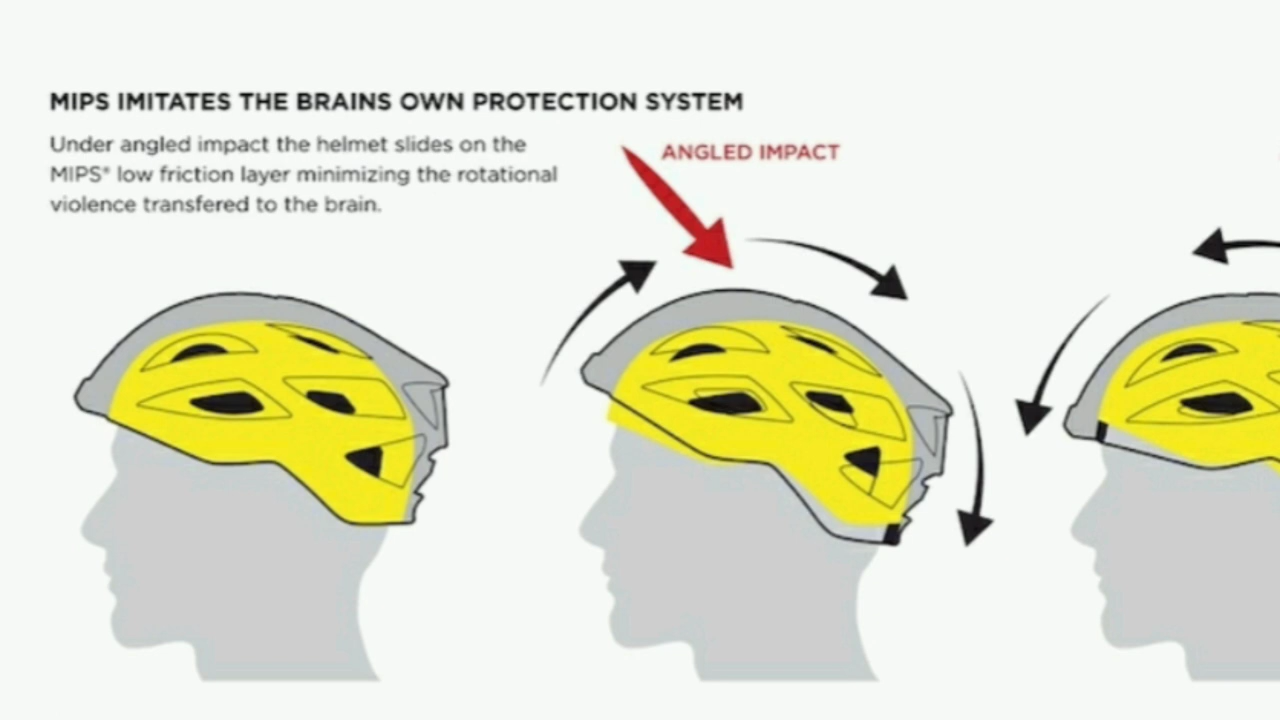 MIPS IMITATES THE BRAINS OWN PROTECTION SYSTEM
Under angled impact the helmet slides on the
MIPS® low friction layer minimizing the rotational
violence transfered to the brain.
ANGLED IMPACT